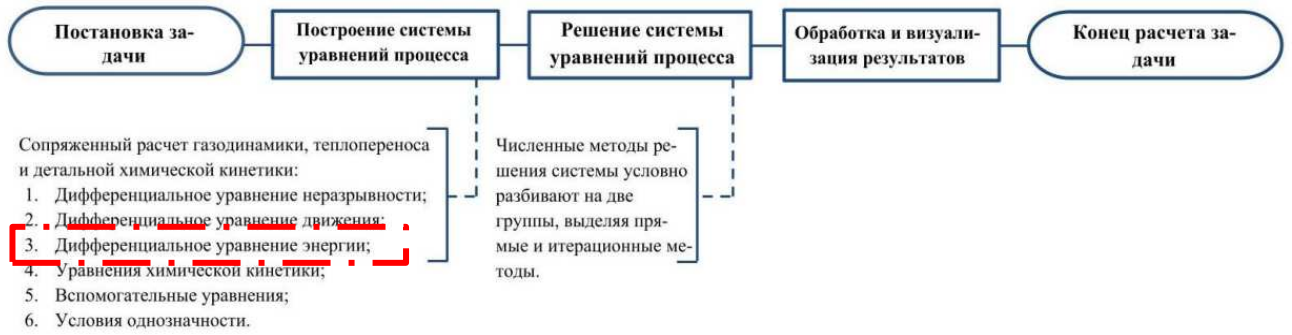 Постановка за-
дачи
Построение системы
уравнений процесса
Решение системы
уравнений процесса
Обработка и визуали-
зация результатов
Конец расчета за-
дачи
Сопряженный расчет газодинамики, теплопереноса
и детальной химической кинетики:
1. Дифференциальное уравнение неразрывности;
2. Дифференциальное уравнение движения;
3. Дифференциальное уравнение энергии;
4. Уравнения химической кинетики;
5. Вспомогательные уравнения;
6. Условия однозначности.
Численные методы ре-
шения системы условно
разбивают на две
группы, выделяя пря-
мые и итерационные ме-
тоды.